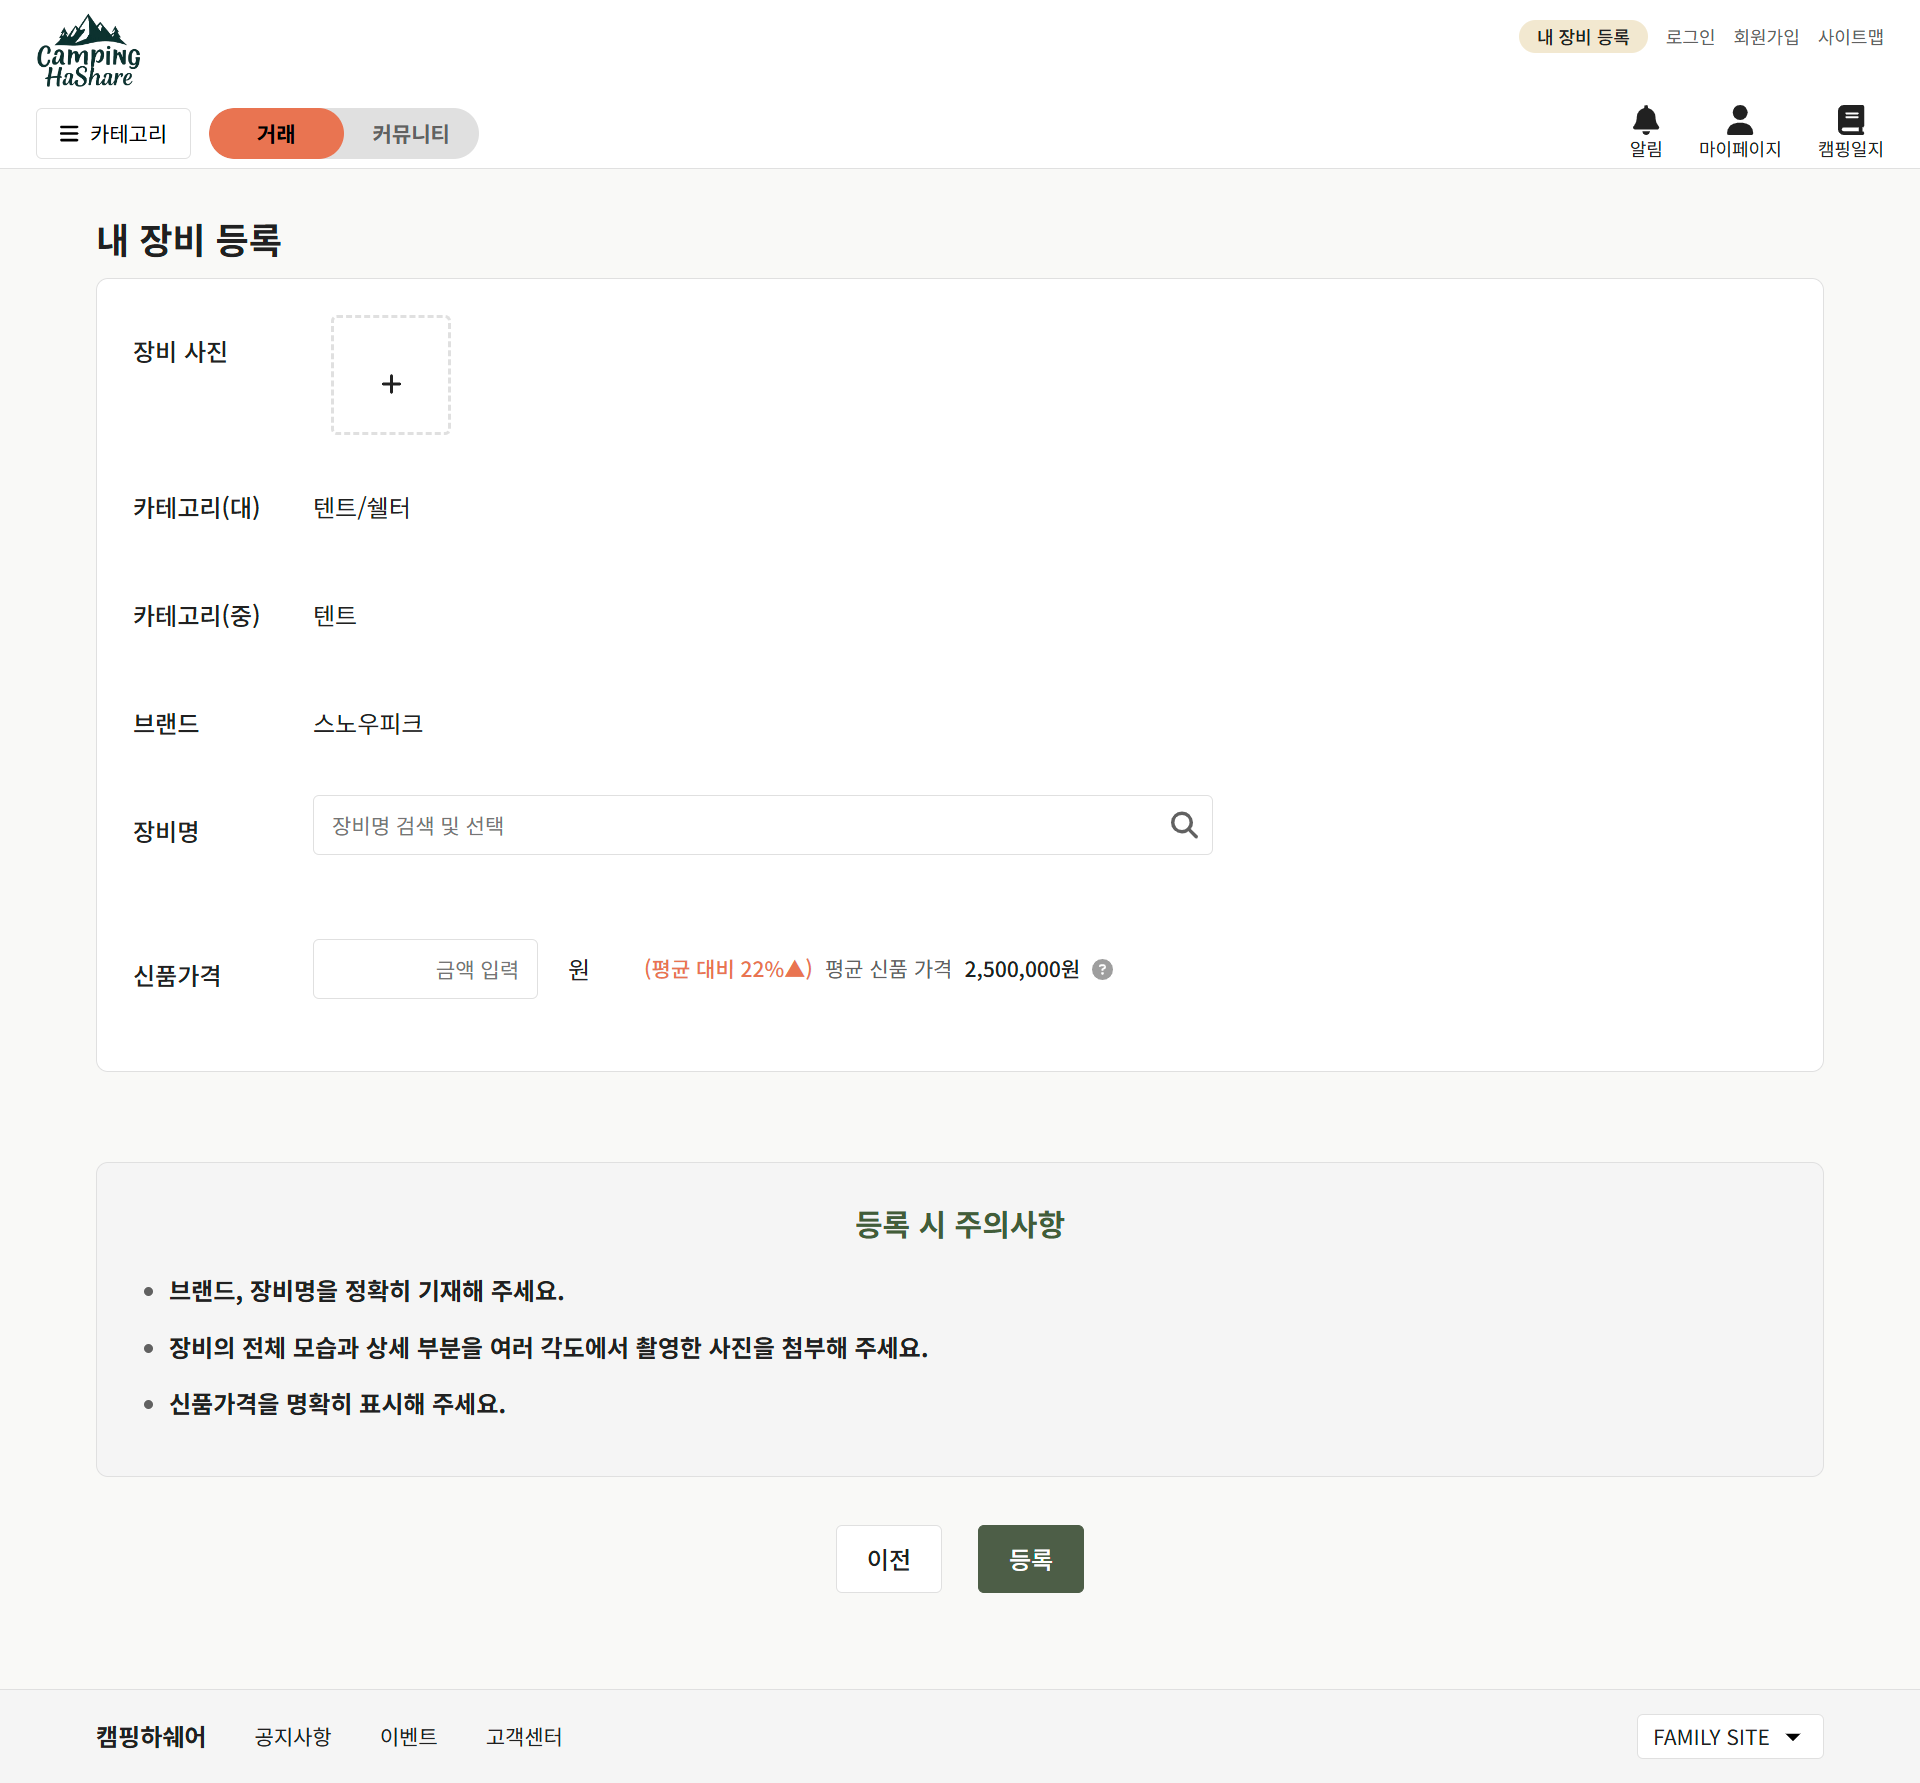 Camping
HaShare
내 장비 등록 로그인 회원가입 사이트맵
카테고리 거래 커뮤니티
알림 마이페이지 캠핑일지
내 장비 등록
장비 사진
+
카테고리(대) 텐트/쉘터
카테고리(중) 텐트
브랜드 스노우피크
장비명 장비명 검색 및 선택
신품가격 금액 입력 원 (평균 대비 22%▲) 평균 신품 가격 2,500,000원 ?
등록 시 주의사항
• 브랜드, 장비명을 정확히 기재해 주세요.
• 장비의 전체 모습과 상세 부분을 여러 각도에서 촬영한 사진을 첨부해 주세요.
• 신품가격을 명확히 표시해 주세요.
이전 등록
캠핑하쉐어 공지사항 이벤트 고객센터 FAMILY SITE